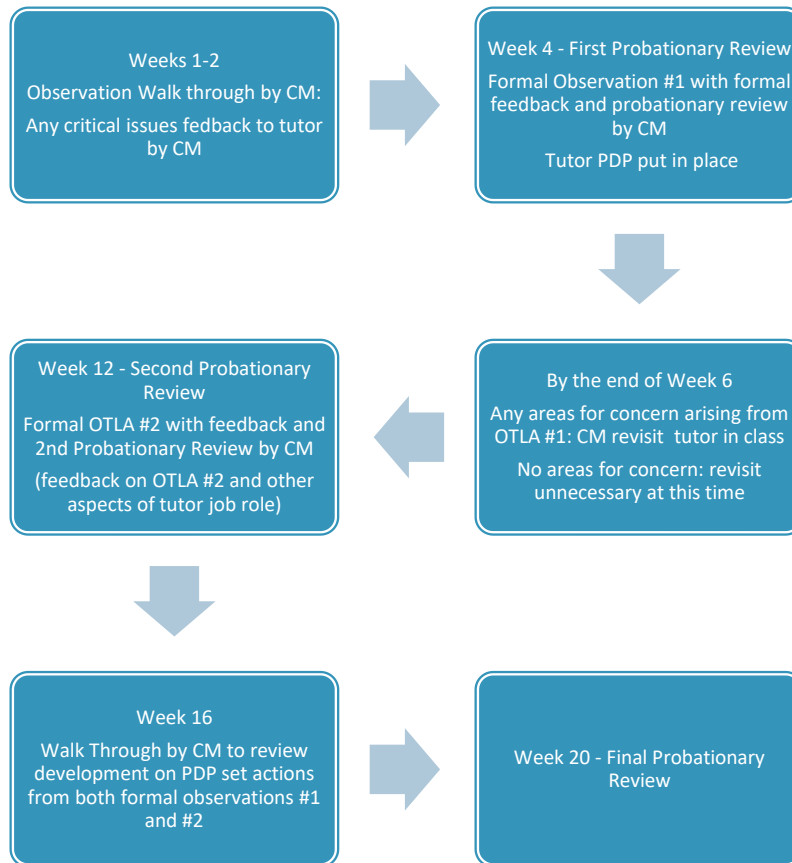 Weeks 1-2
Observation Walk through by CM:
Any critical issues fedback to tutor
by CM
Week 4 - First Probationary Review
Formal Observation #1 with formal
feedback and probationary review
by CM
Tutor PDP put in place
By the end of Week 6
Any areas for concern arising from
OTLA #1: CM revisit tutor in class
No areas for concern: revisit
unnecessary at this time
Week 12 - Second Probationary
Review
Formal OTLA #2 with feedback and
2nd Probationary Review by CM
(feedback on OTLA #2 and other
aspects of tutor job role)
Week 16
Walk Through by CM to review
development on PDP set actions
from both formal observations #1
and #2
Week 20 - Final Probationary
Review